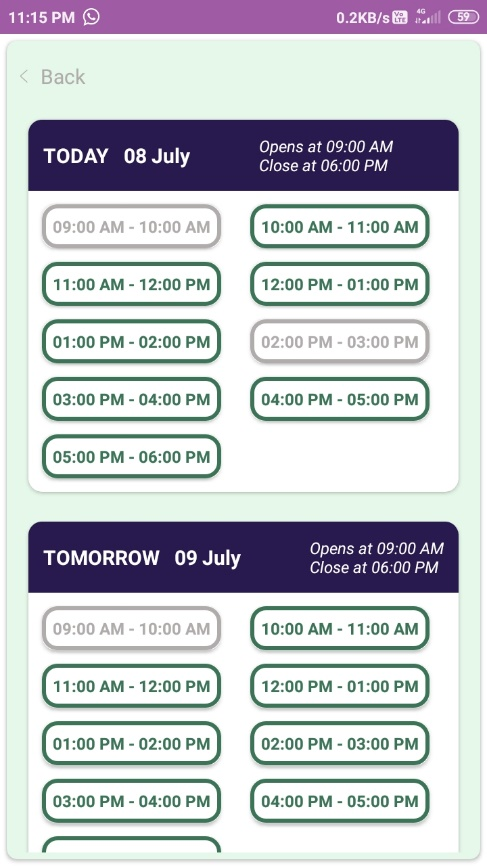 11:15 PM 0.2KB/s Vo LTE 4G 59
Back
TODAY 08 July
Opens at 09:00 AM
Close at 06:00 PM
09:00 AM - 10:00 AM 10:00 AM - 11:00 AM
11:00 AM - 12:00 PM 12:00 PM - 01:00 PM
01:00 PM - 02:00 PM 02:00 PM - 03:00 PM
03:00 PM - 04:00 PM 04:00 PM - 05:00 PM
05:00 PM - 06:00 PM
TOMORROW 09 July
Opens at 09:00 AM
Close at 06:00 PM
09:00 AM - 10:00 AM 10:00 AM - 11:00 AM
11:00 AM - 12:00 PM 12:00 PM - 01:00 PM
01:00 PM - 02:00 PM 02:00 PM - 03:00 PM
03:00 PM - 04:00 PM 04:00 PM - 05:00 PM